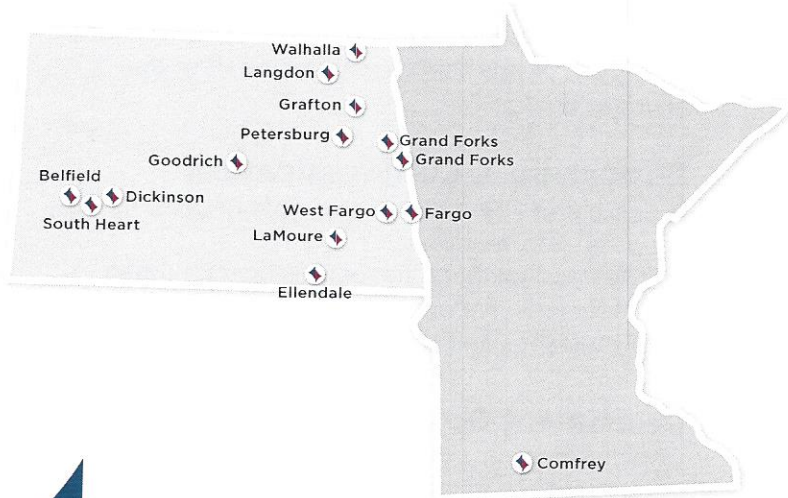 Walhalla
Langdon
Grafton
Petersburg
Grand Forks
Goodrich
Grand Forks
Belfield
Dickinson
South Heart
West Fargo
Fargo
LaMoure
Ellendale
Comfrey